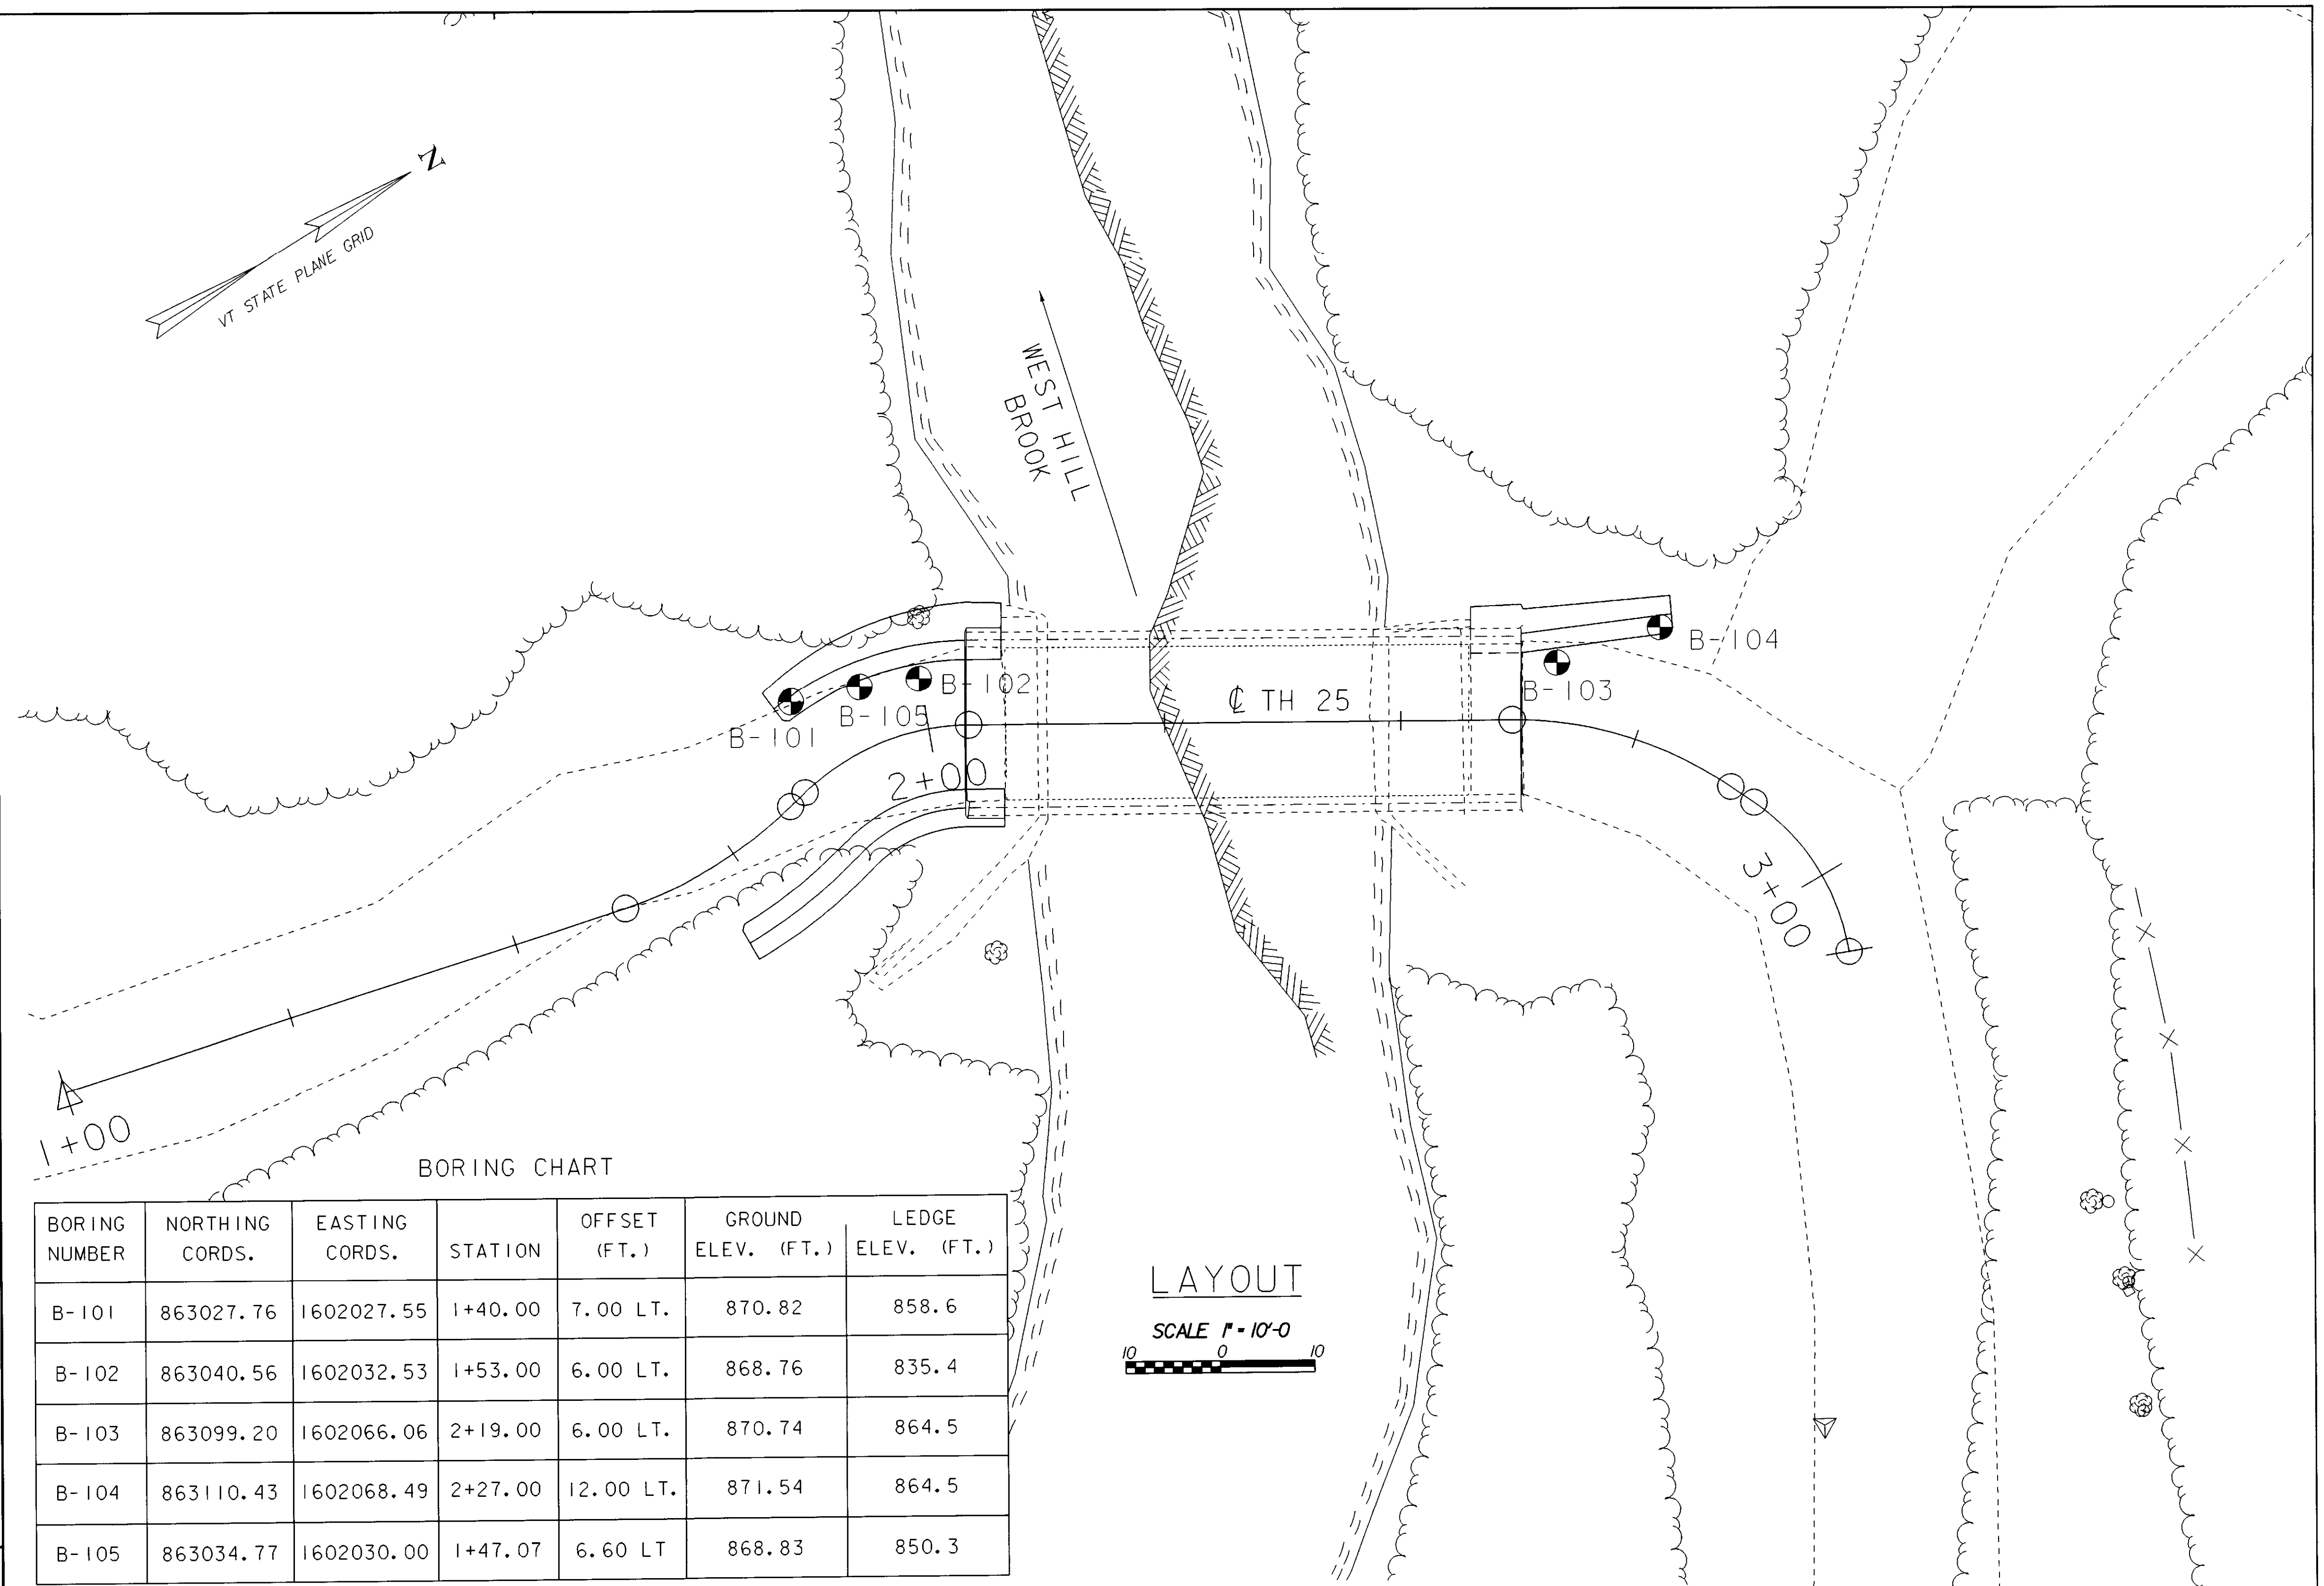 N
VT STATE PLANE GRID
WEST HILL
BROOK
B-104
B-102
B-103
B-105
B-101
℄ TH 25
2+00
3+00
1+00
BORING CHART
BORING NUMBER NORTHING CORDS. EASTING CORDS. STATION OFFSET (FT.) GROUND ELEV. (FT.) LEDGE ELEV. (FT.)
B-101 863027.76 1602027.55 1+40.00 7.00 LT. 870.82 858.6
B-102 863040.56 1602032.53 1+53.00 6.00 LT. 868.76 835.4
B-103 863099.20 1602066.06 2+19.00 6.00 LT. 870.74 864.5
B-104 863110.43 1602068.49 2+27.00 12.00 LT. 871.54 864.5
B-105 863034.77 1602030.00 1+47.07 6.60 LT 868.83 850.3
LAYOUT
SCALE 1" = 10'-0
10 0 10